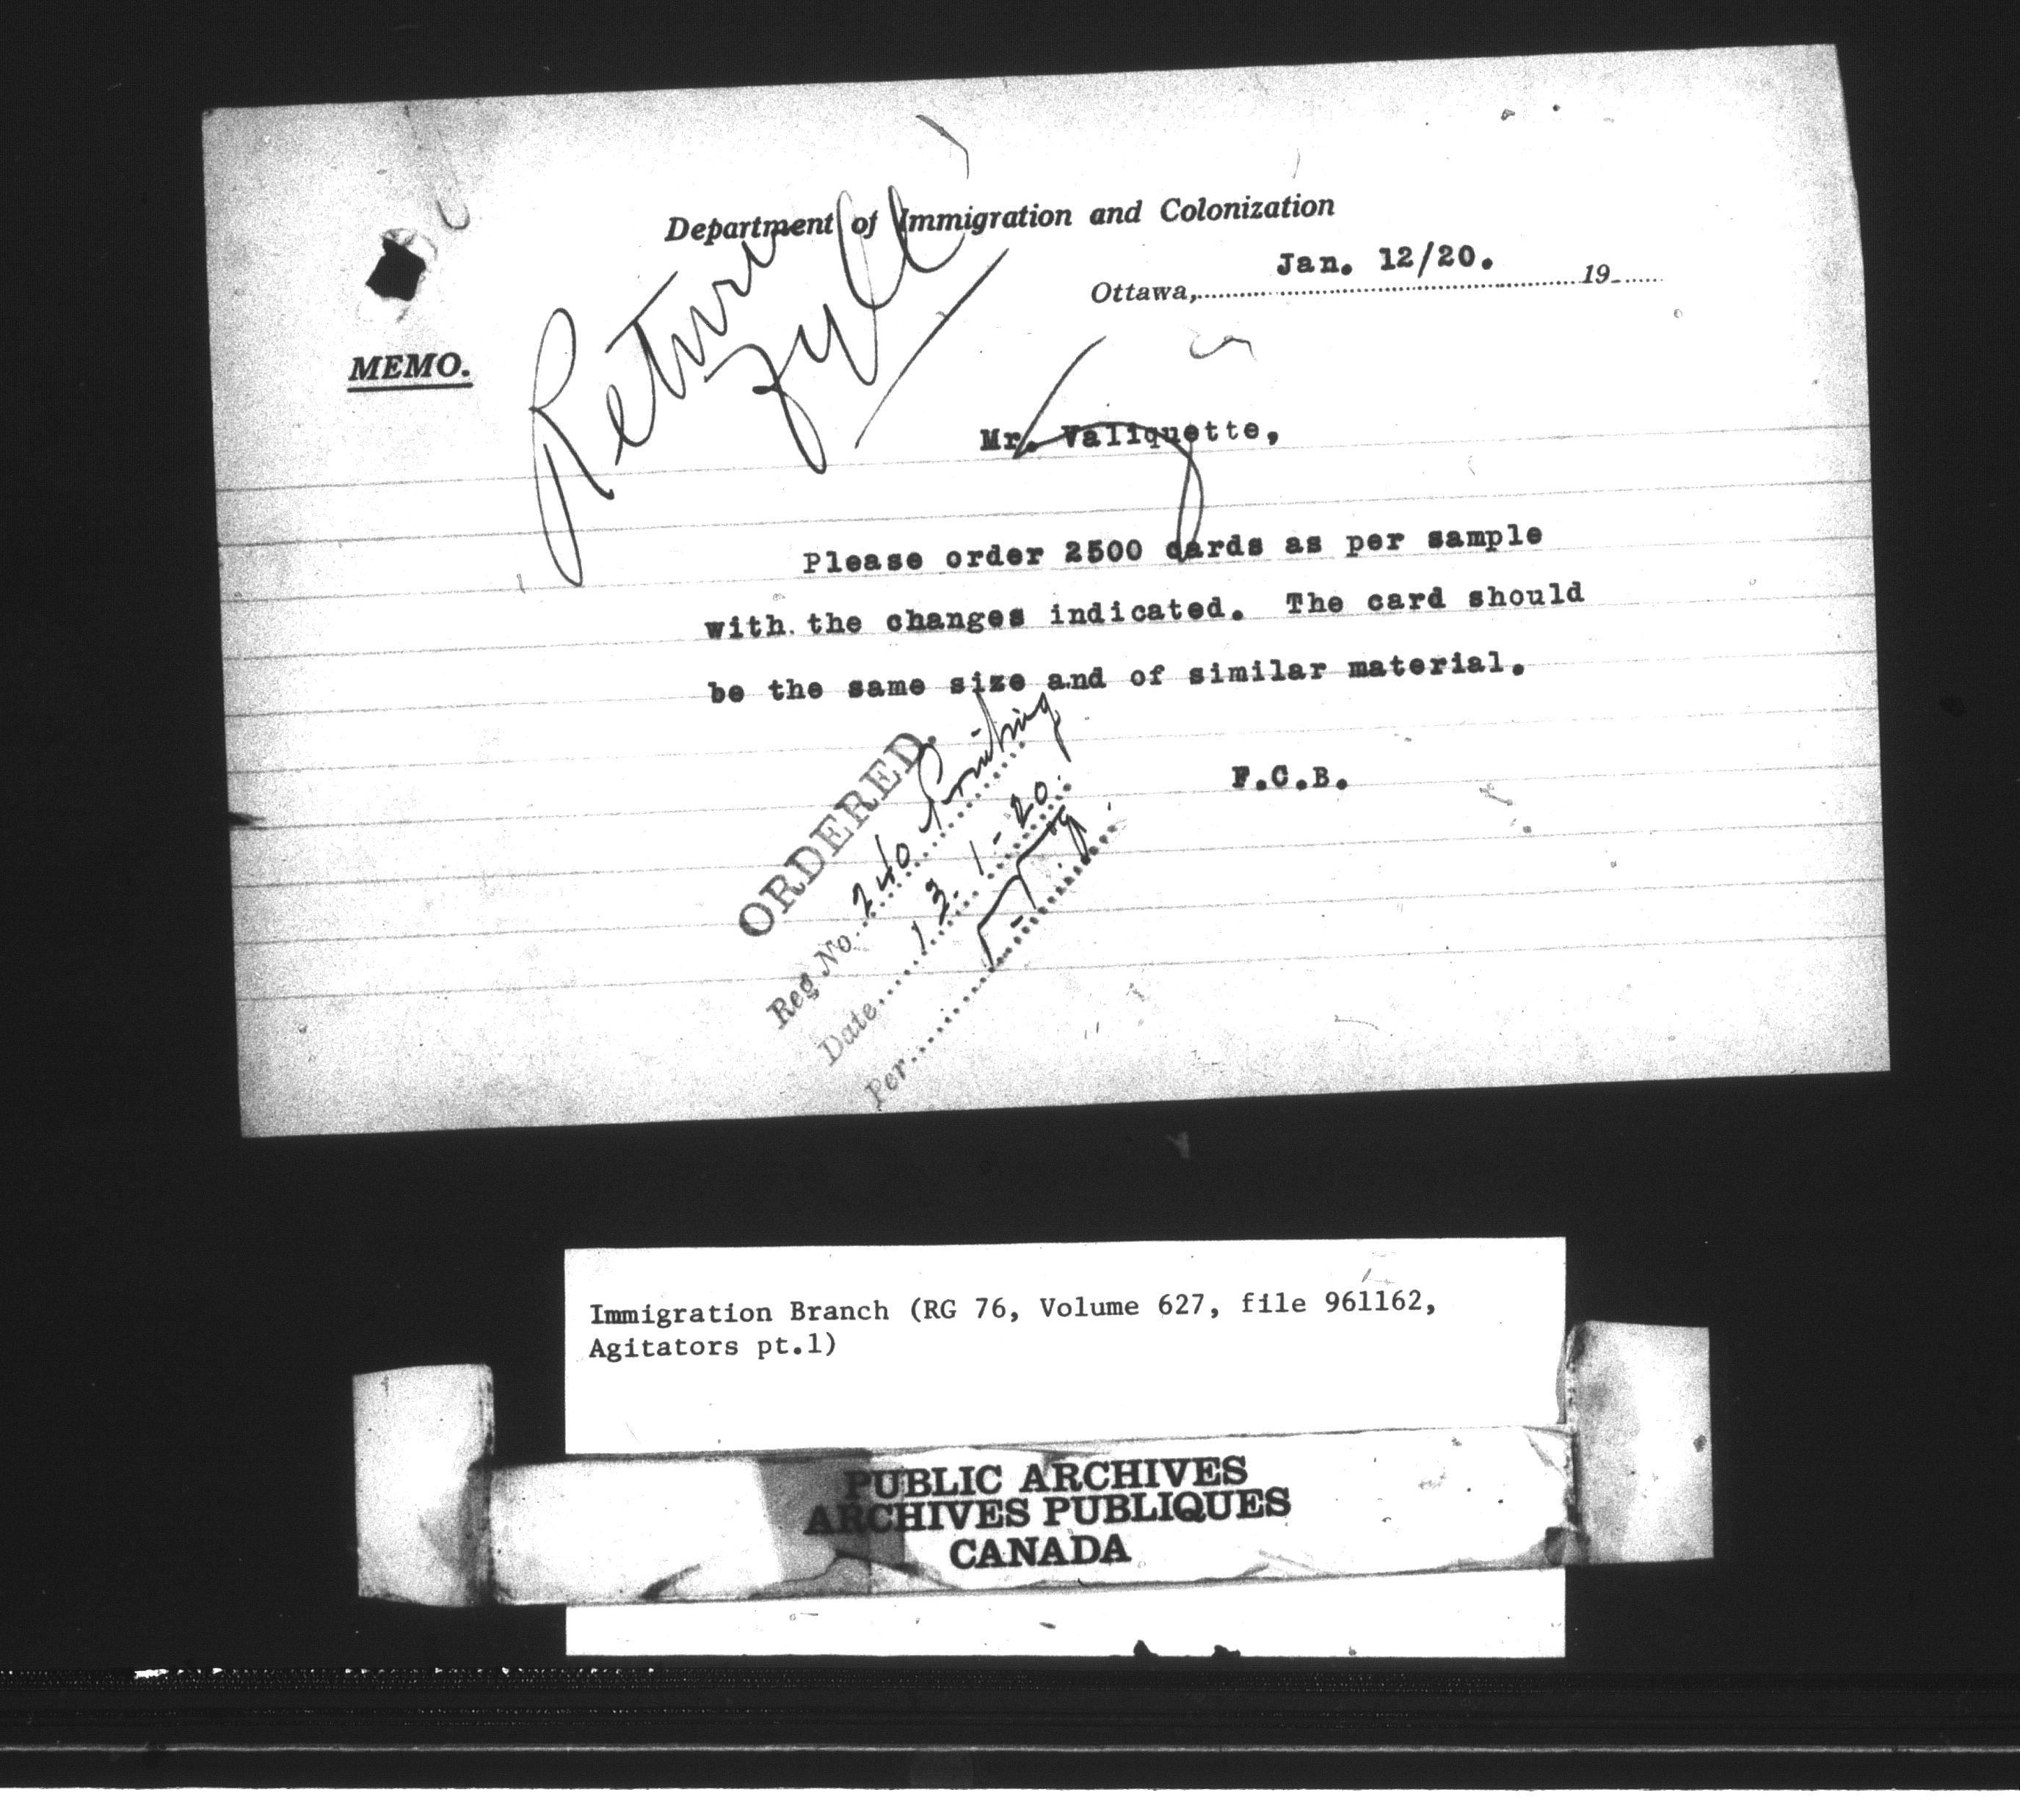 Department of Immigration and Colonization
Jan. 12/20.
Ottawa, 19
Return
MEMO.
Mr. Valiquette,
Please order 2500 cards as per sample
with the changes indicated. The card should
be the same size and of similar material.
F.C.B.
ORDERED.
Reg No. 240 Printing
Date 13-1-20
Per
Immigration Branch (RG 76, Volume 627, file 961162,
Agitators pt.1)
PUBLIC ARCHIVES
ARCHIVES PUBLIQUES
CANADA